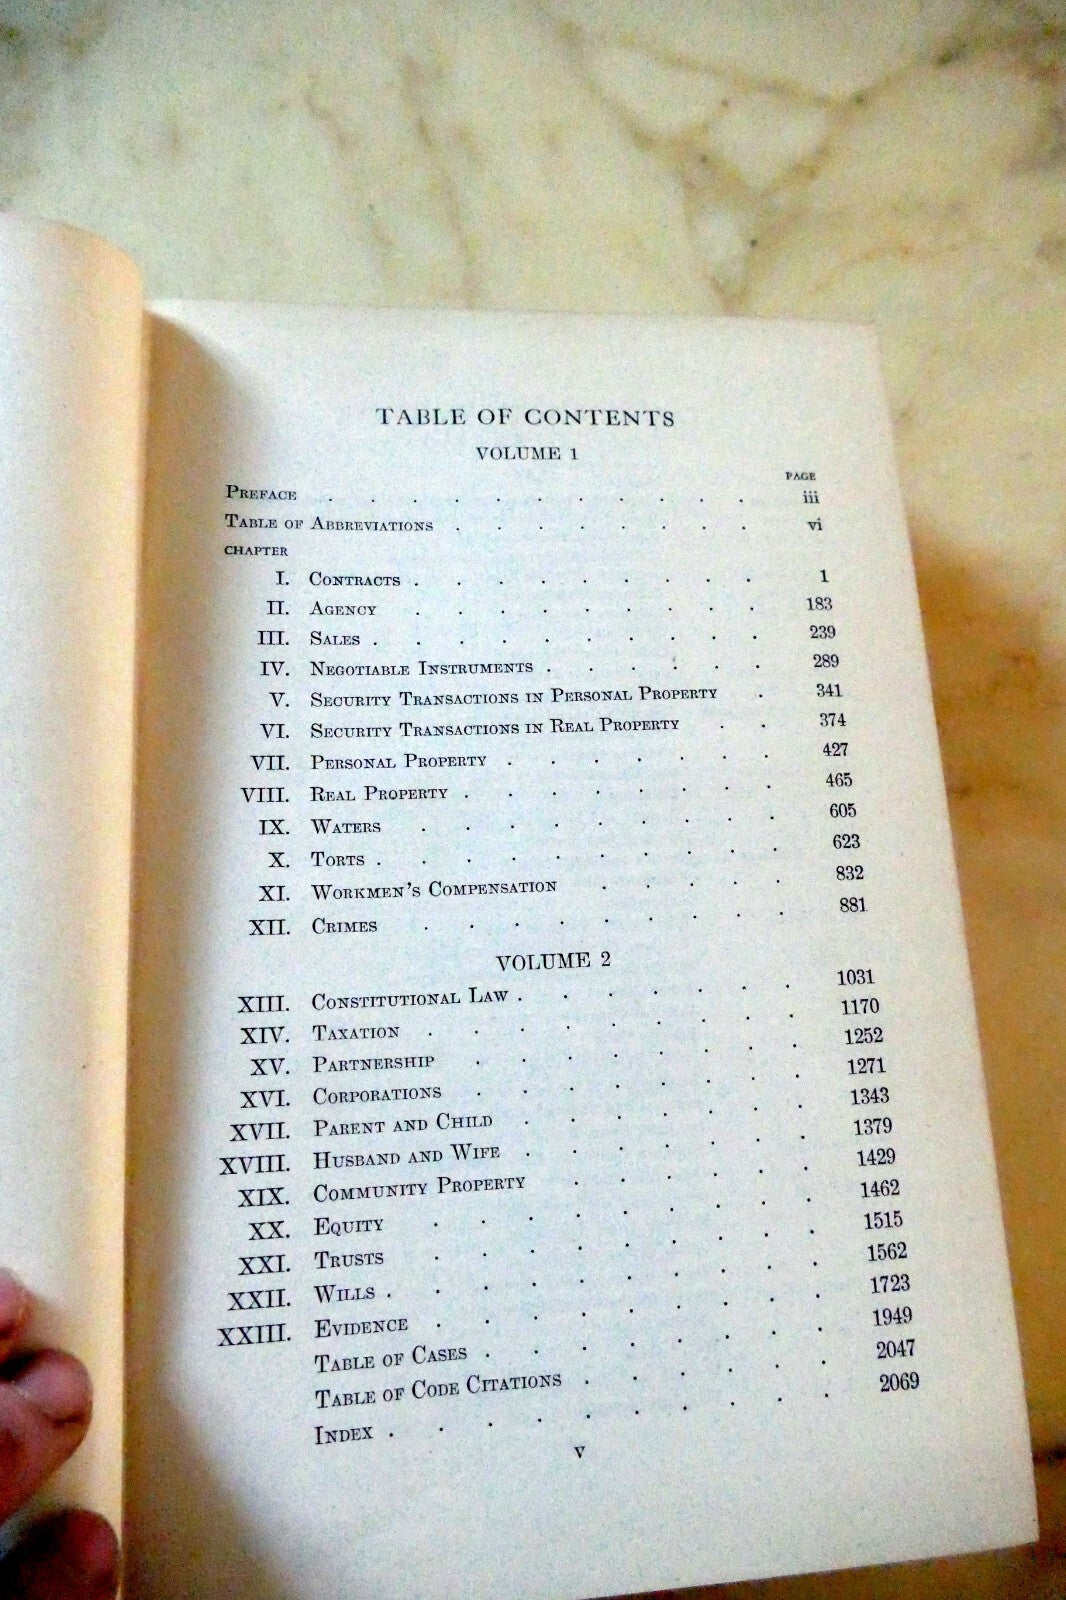 TABLE OF CONTENTS
VOLUME 1
PAGE
PREFACE . . . . . . . . . . . iii
TABLE OF ABBREVIATIONS . . . . . . . vi
CHAPTER
I. CONTRACTS . . . . . . . . . 1
II. AGENCY . . . . . . . . . 183
III. SALES . . . . . . . . . . 239
IV. NEGOTIABLE INSTRUMENTS . . . . . . 289
V. SECURITY TRANSACTIONS IN PERSONAL PROPERTY . 341
VI. SECURITY TRANSACTIONS IN REAL PROPERTY . . 374
VII. PERSONAL PROPERTY . . . . . . . 427
VIII. REAL PROPERTY . . . . . . . . 465
IX. WATERS . . . . . . . . . 605
X. TORTS . . . . . . . . . . 623
XI. WORKMEN'S COMPENSATION . . . . . 832
XII. CRIMES . . . . . . . . . 881
VOLUME 2
XIII. CONSTITUTIONAL LAW . . . . . . . 1031
XIV. TAXATION . . . . . . . . . 1170
XV. PARTNERSHIP . . . . . . . . 1252
XVI. CORPORATIONS . . . . . . . . 1271
XVII. PARENT AND CHILD . . . . . . . 1343
XVIII. HUSBAND AND WIFE . . . . . . . 1379
XIX. COMMUNITY PROPERTY . . . . . . 1429
XX. EQUITY . . . . . . . . . 1462
XXI. TRUSTS . . . . . . . . . 1515
XXII. WILLS . . . . . . . . . . 1562
XXIII. EVIDENCE . . . . . . . . . 1723
TABLE OF CASES . . . . . . . . 1949
TABLE OF CODE CITATIONS . . . . . . 2047
INDEX . . . . . . . . . . 2069
v